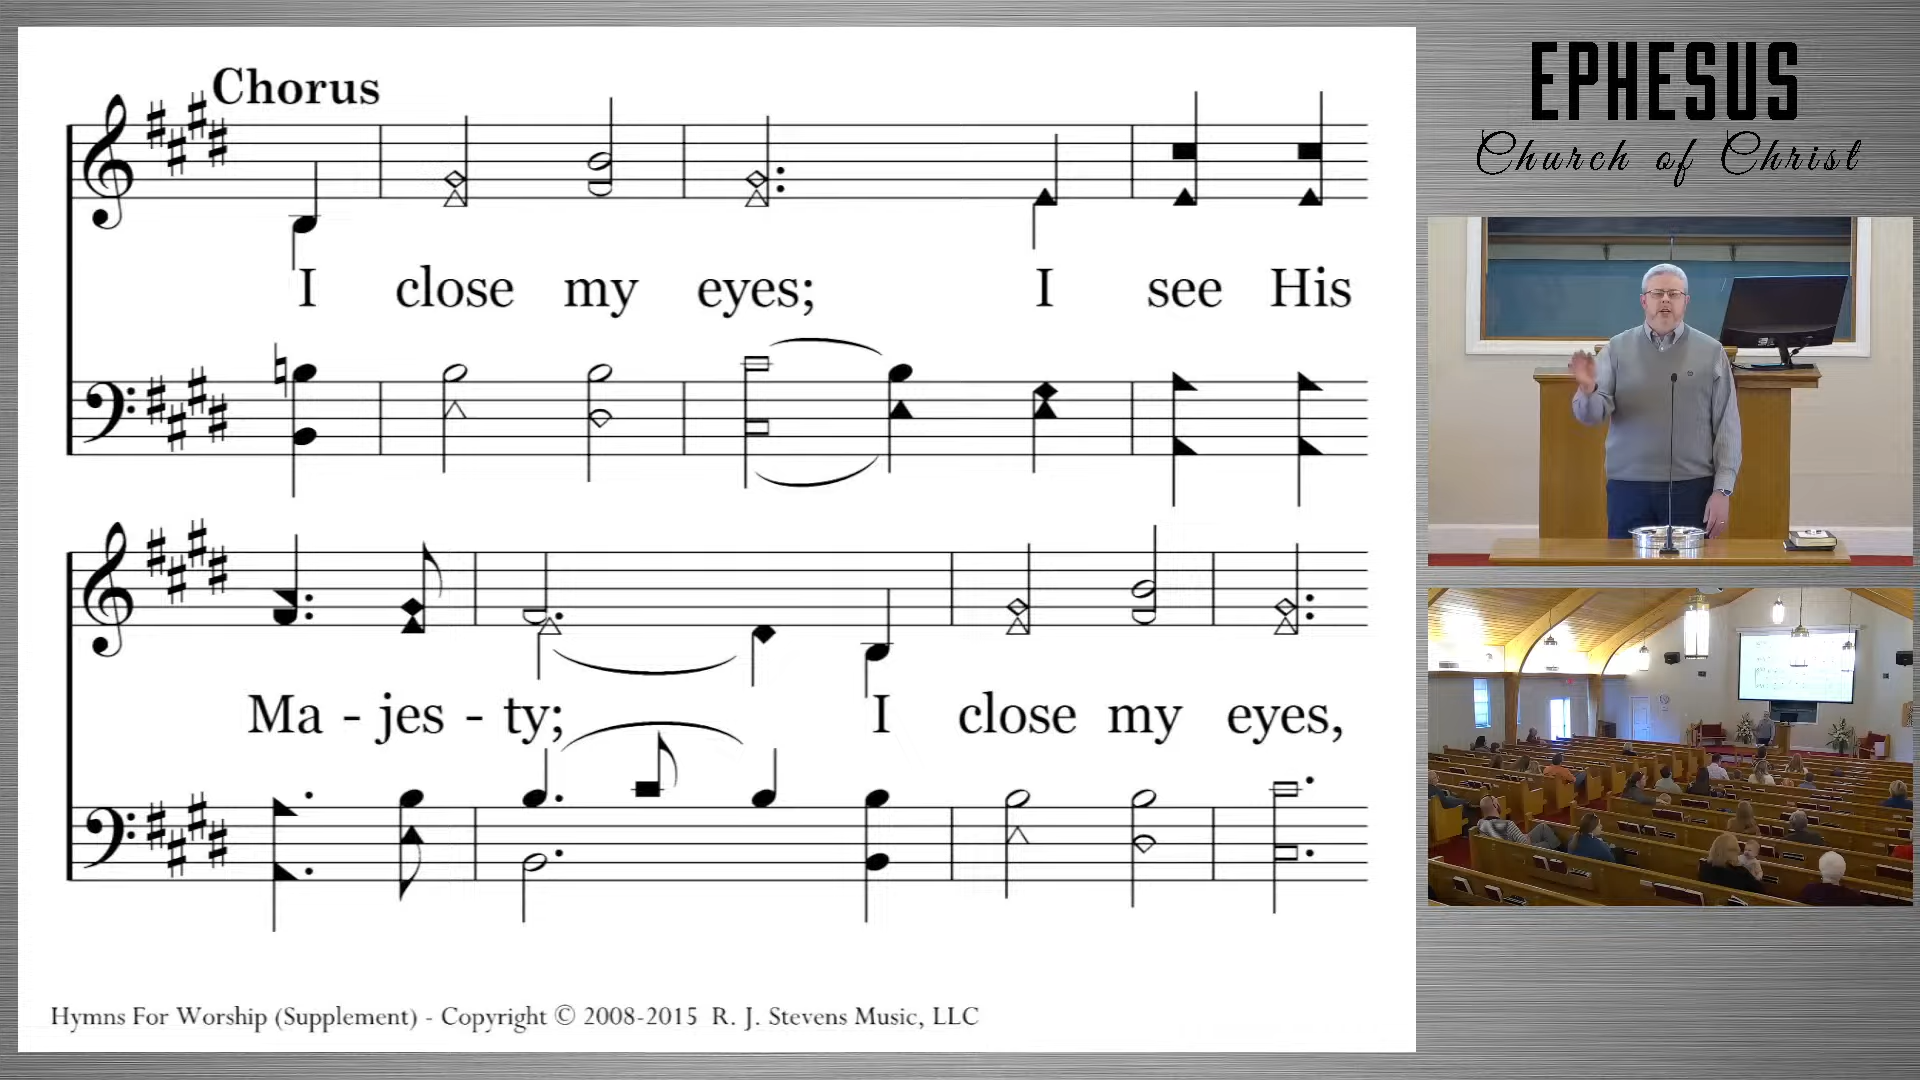 Chorus
I close my eyes; I see His
Ma - jes - ty; I close my eyes,
Hymns For Worship (Supplement) - Copyright © 2008-2015 R. J. Stevens Music, LLC
EPHESUS
Church of Christ